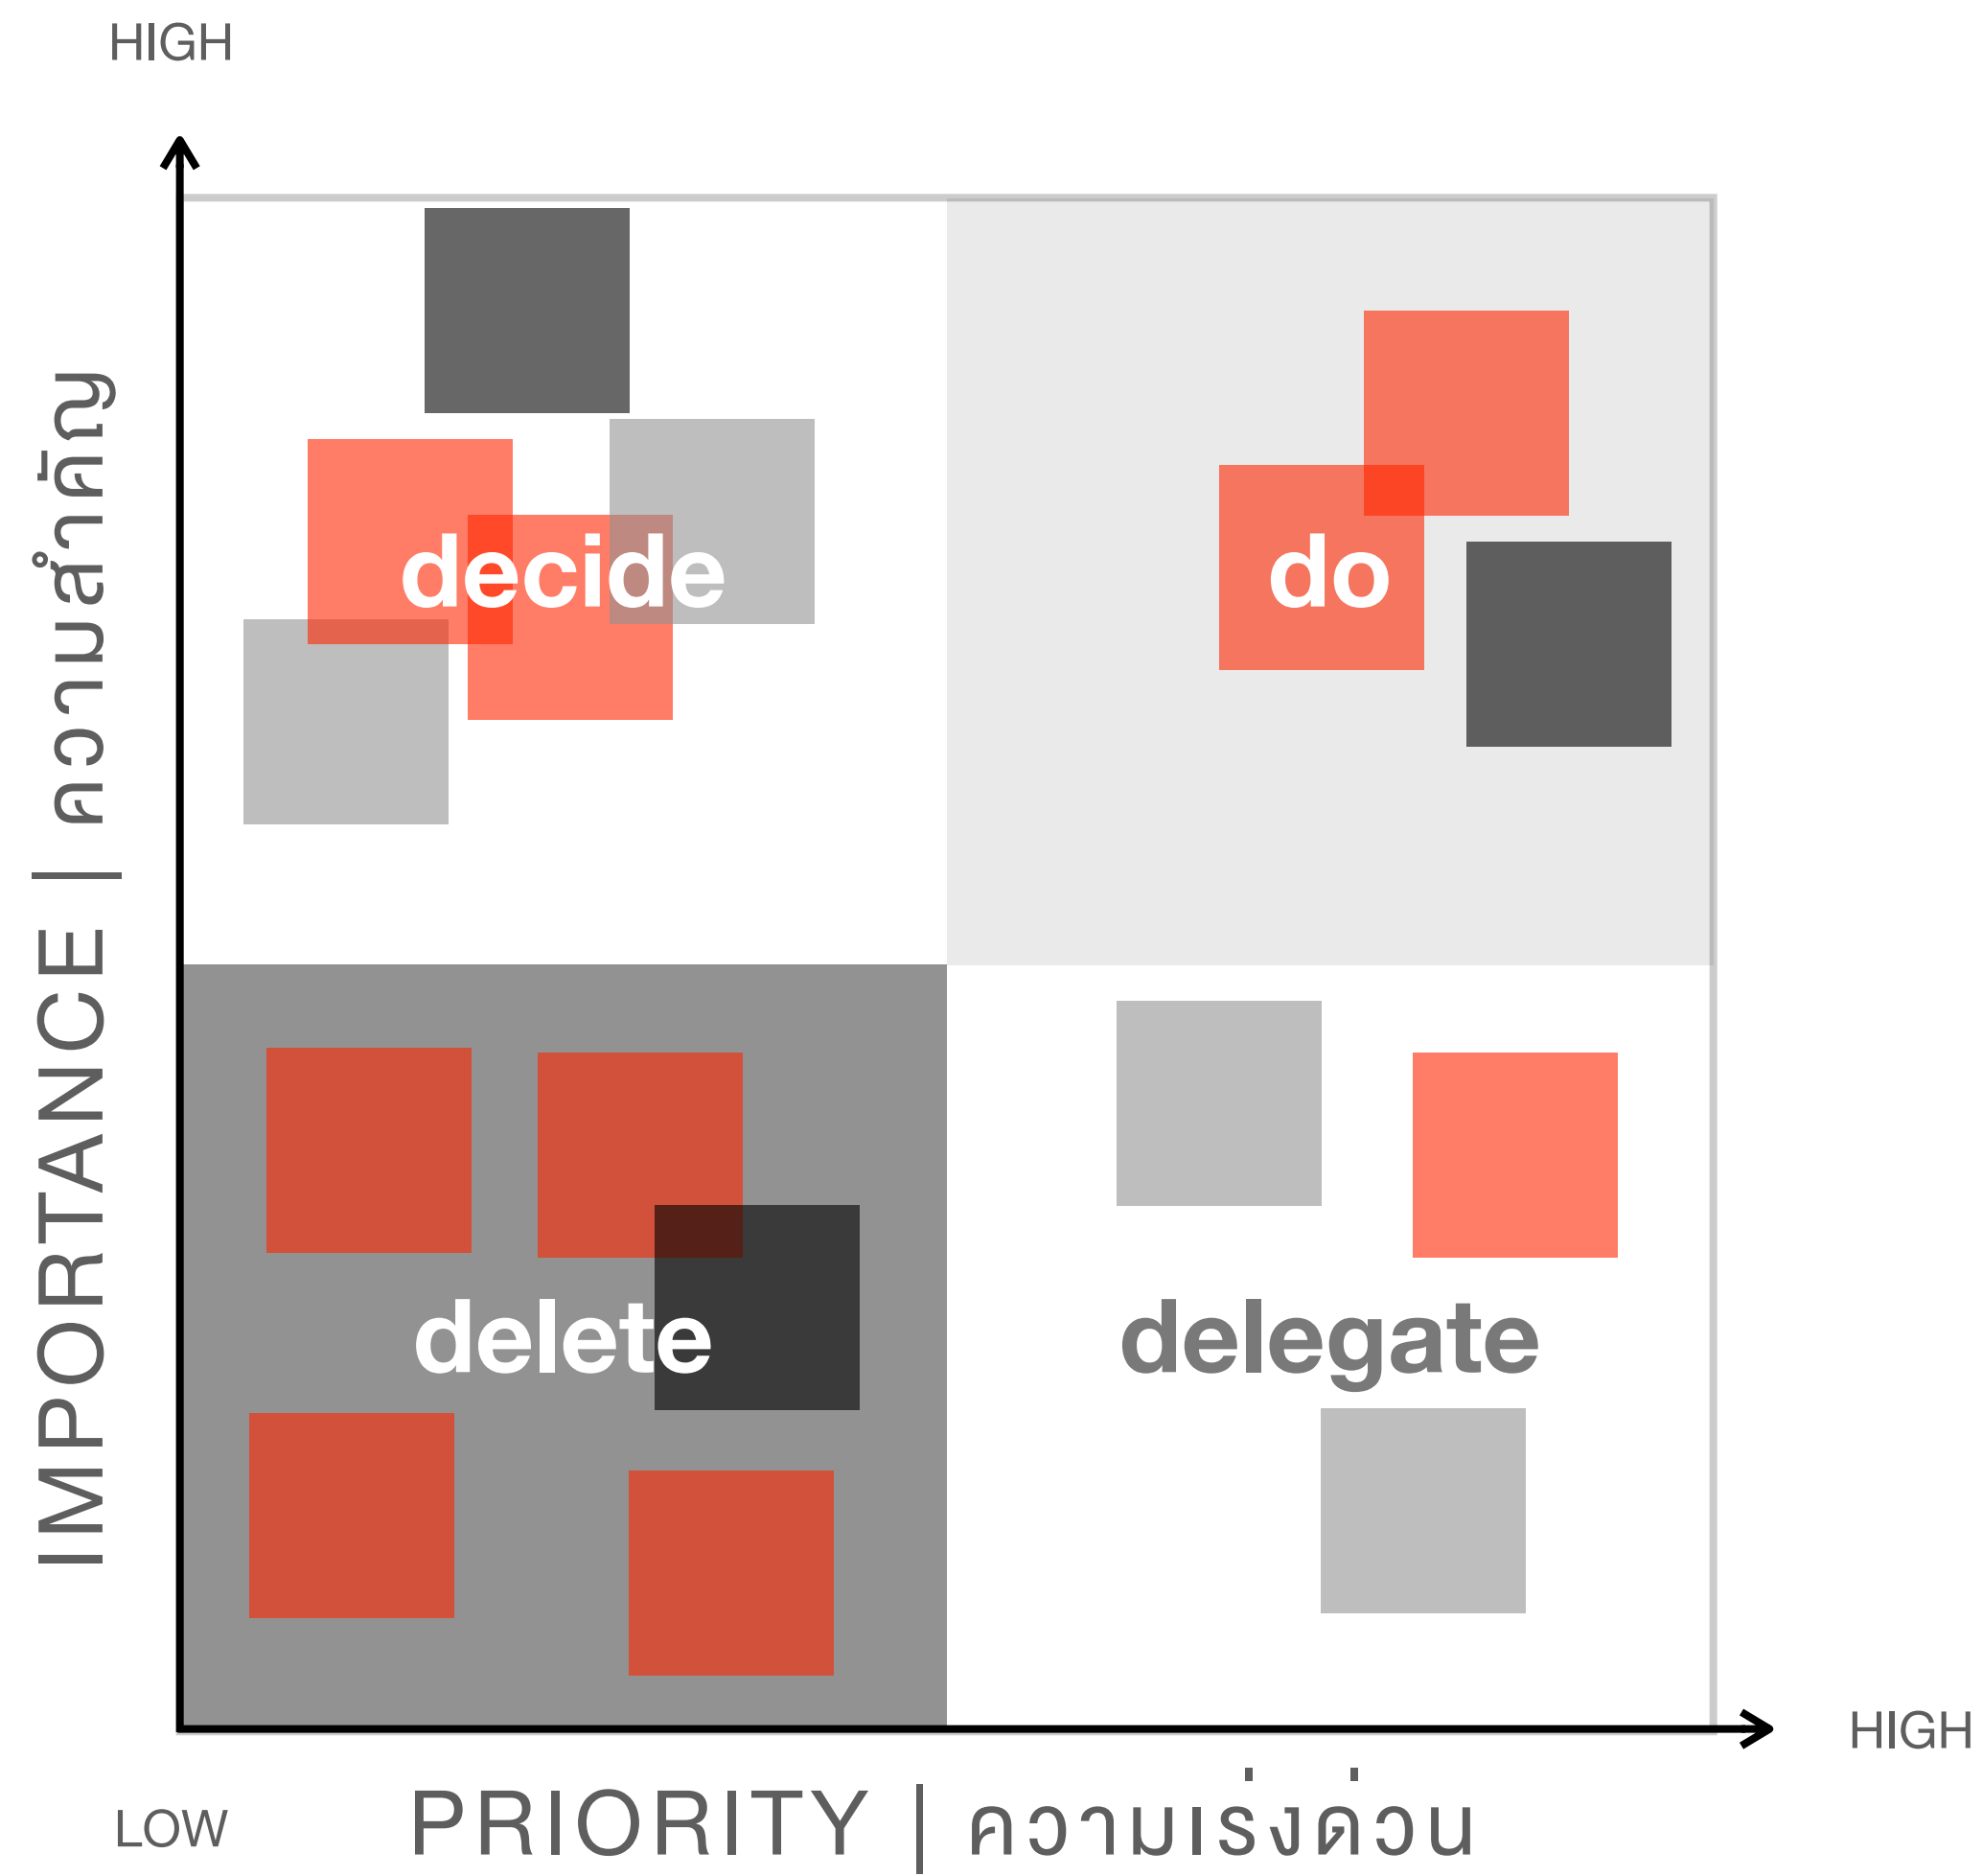 HIGH
IMPORTANCE | ความสำคัญ
decide
do
delete
delegate
HIGH
LOW
PRIORITY | ความเร่งด่วน